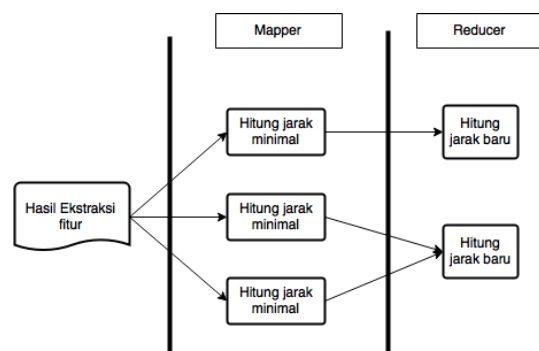 Mapper
Reducer
Hitung jarak
minimal
Hitung
jarak baru
Hasil Ekstraksi
fitur
Hitung jarak
minimal
Hitung
jarak baru
Hitung jarak
minimal